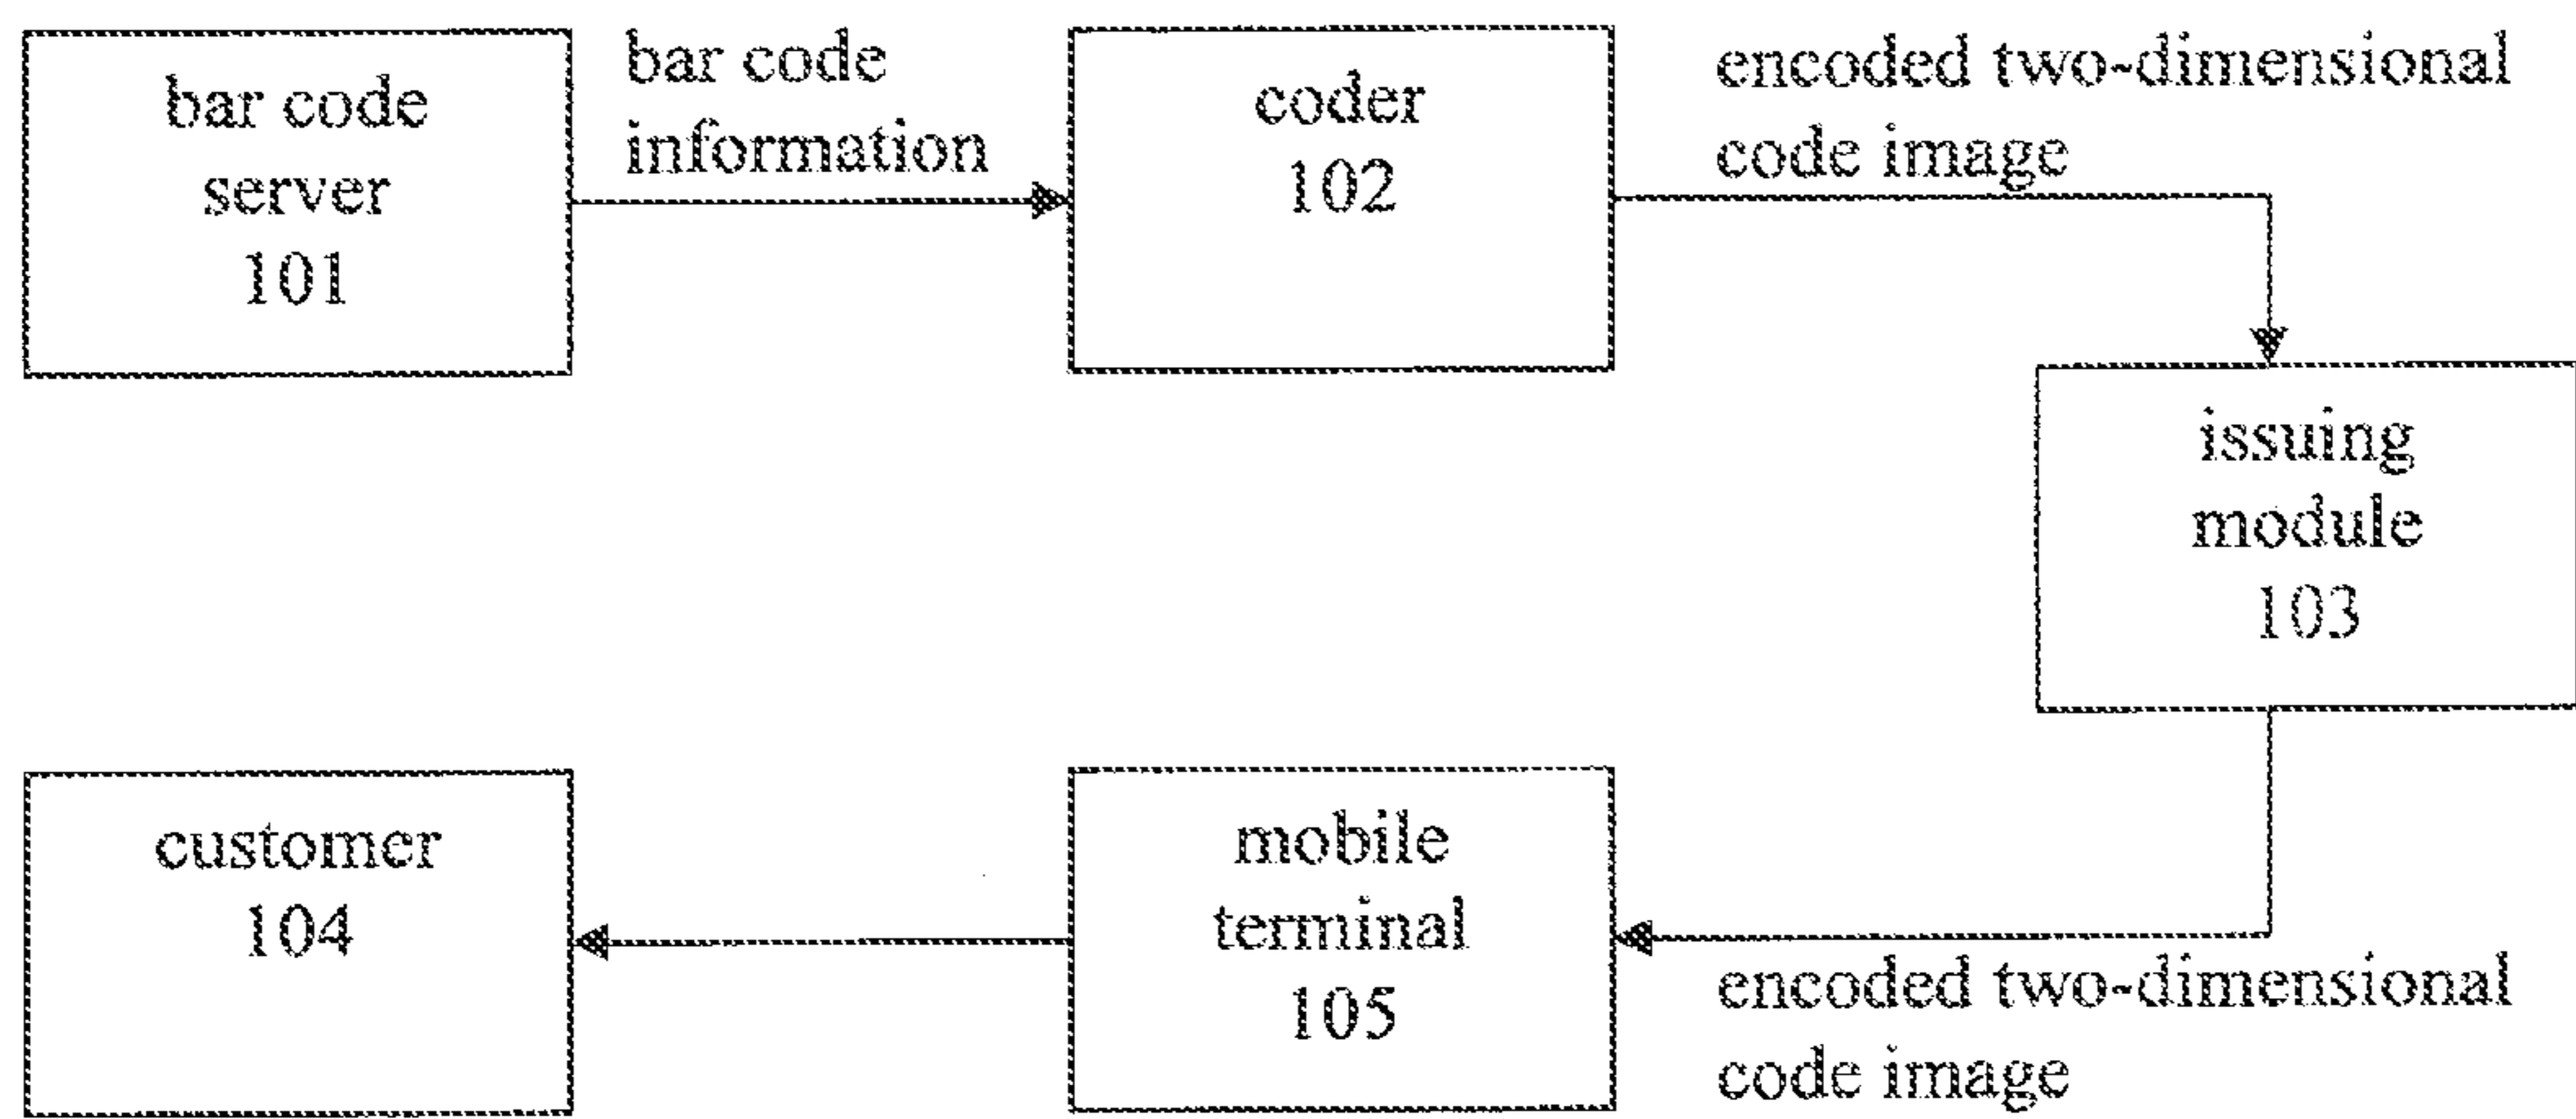 bar code
server
101
bar code
information
coder
102
encoded two-dimensional
code image
issuing
module
103
customer
104
mobile
terminal
105
encoded two-dimensional
code image